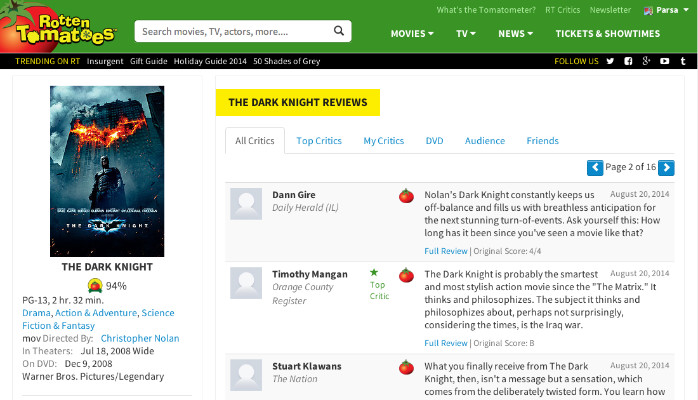 Rotten Tomatoes
Search movies, TV, actors, more....
What's the Tomatometer? RT Critics Newsletter Parsa
MOVIES TV NEWS TICKETS & SHOWTIMES
TRENDING ON RT Insurgent Gift Guide Holiday Guide 2014 50 Shades of Grey
FOLLOW US
THE DARK KNIGHT
THE DARK KNIGHT
94%
PG-13, 2 hr. 32 min.
Drama, Action & Adventure, Science
Fiction & Fantasy
mov Directed By: Christopher Nolan
In Theaters: Jul 18, 2008 Wide
On DVD: Dec 9, 2008
Warner Bros. Pictures/Legendary
THE DARK KNIGHT REVIEWS
All Critics Top Critics My Critics DVD Audience Friends
Page 2 of 16
Dann Gire
Daily Herald (IL)
Nolan's Dark Knight constantly keeps us August 20, 2014
off-balance and fills us with breathless anticipation for
the next stunning turn-of-events. Ask yourself this: How
long has it been since you've seen a movie like that?
Full Review | Original Score: 4/4
Timothy Mangan
Orange County
Register
Top
Critic
The Dark Knight is probably the smartest August 20, 2014
and most stylish action movie since the "The Matrix." It
thinks and philosophizes. The subject it thinks and
philosophizes about, perhaps not surprisingly,
considering the times, is the Iraq war.
Full Review | Original Score: B
Stuart Klawans
The Nation
What you finally receive from The Dark August 20, 2014
Knight, then, isn't a message but a sensation, which
comes from the deliberately twisted form. You learn how